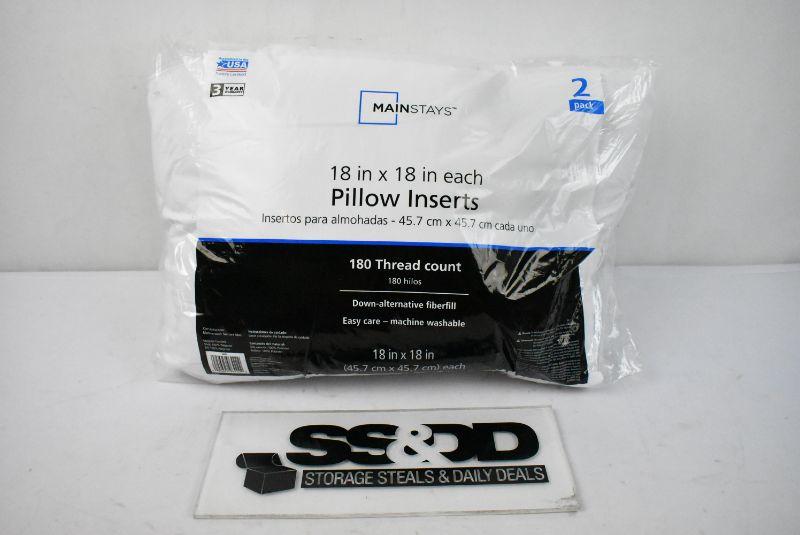 USA
3 YEAR
MAINSTAYS™
2
pack
18 in x 18 in each
Pillow Inserts
Insertos para almohadas - 45.7 cm x 45.7 cm cada uno
180 Thread count
180 hilos
Down-alternative fiberfill
Easy care – machine washable
18 in x 18 in
(45.7 cm x 45.7 cm) each
SS&DD
STORAGE STEALS & DAILY DEALS